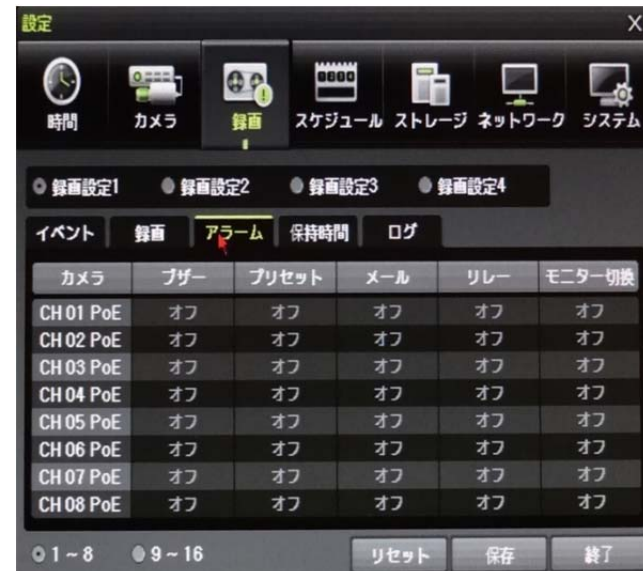 設定 X
時間 カメラ 録画 スケジュール ストレージ ネットワーク システム
録画設定1 録画設定2 録画設定3 録画設定4
イベント 録画 アラーム 保持時間 ログ
カメラ ブザー プリセット メール リレー モニター切換
CH 01 PoE オフ オフ オフ オフ オフ
CH 02 PoE オフ オフ オフ オフ オフ
CH 03 PoE オフ オフ オフ オフ オフ
CH 04 PoE オフ オフ オフ オフ オフ
CH 05 PoE オフ オフ オフ オフ オフ
CH 06 PoE オフ オフ オフ オフ オフ
CH 07 PoE オフ オフ オフ オフ オフ
CH 08 PoE オフ オフ オフ オフ オフ
1 ~ 8 9 ~ 16 リセット 保存 終了